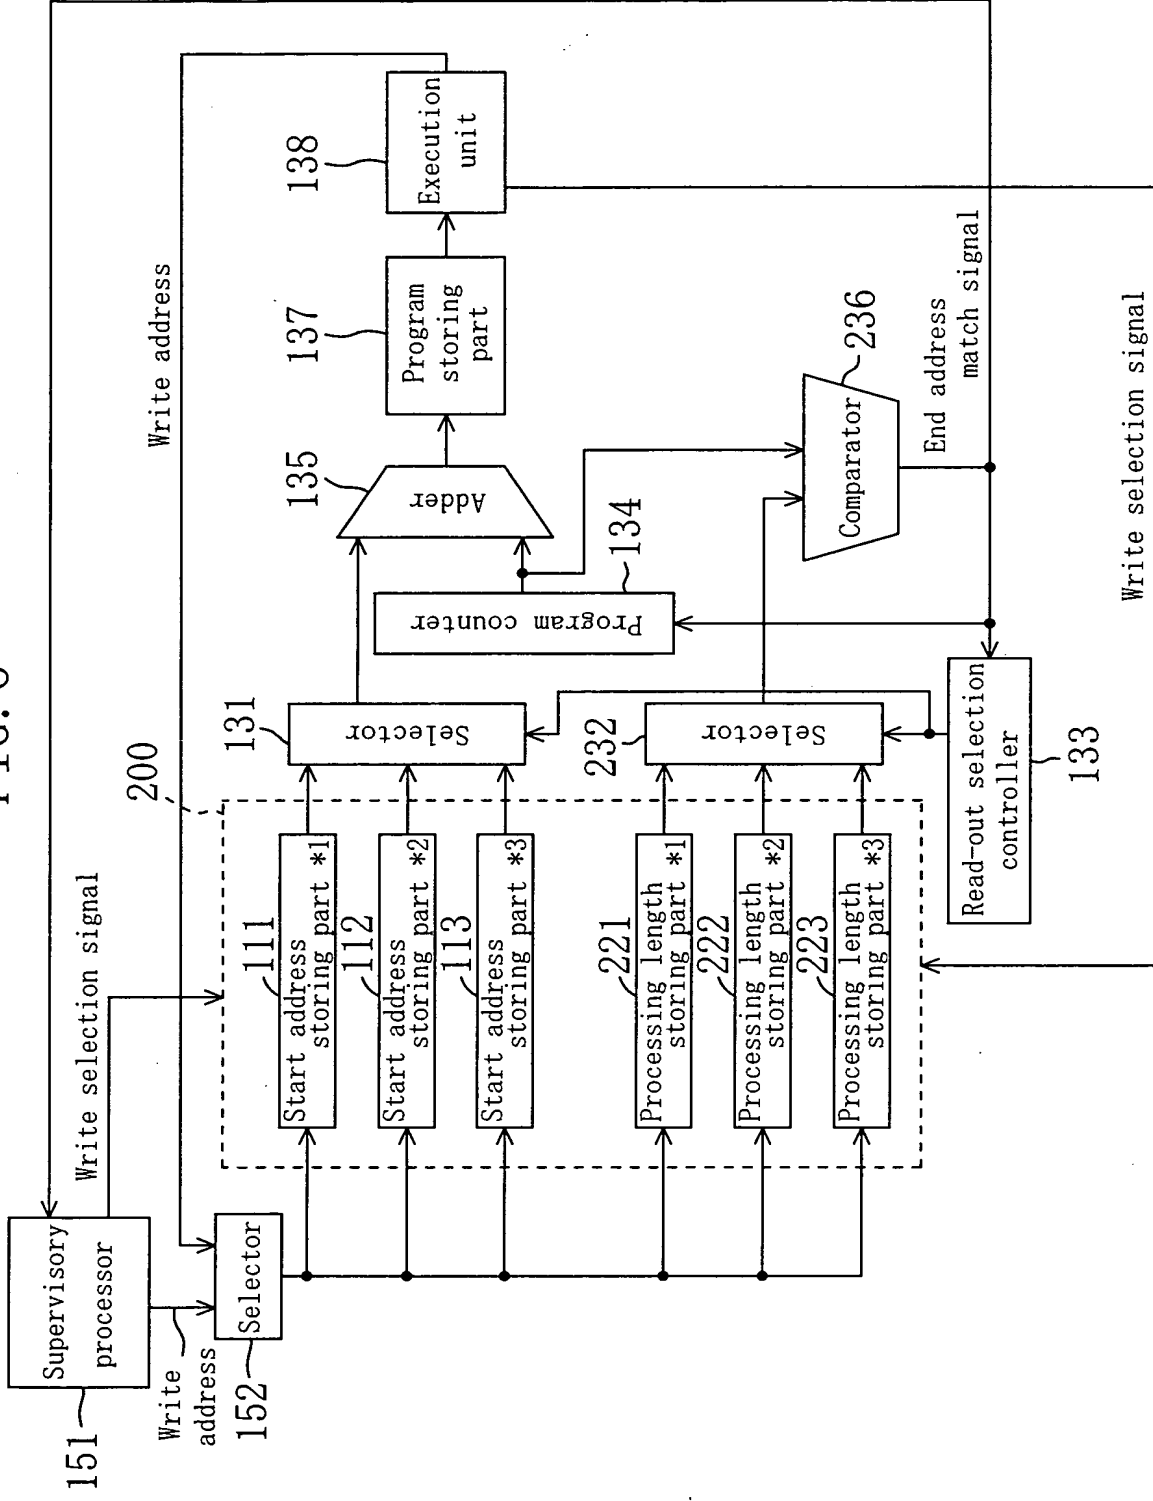 FIG.
151
Supervisory
processor
Write selection signal
Write address
Write
address
152
Selector
200
111
Start address
storing part *1
112
Start address
storing part *2
113
Start address
storing part *3
221
Processing length
storing part *1
222
Processing length
storing part *2
223
Processing length
storing part *3
131
Selector
232
Selector
Read-out selection
controller
133
Program counter
134
135
Adder
137
Program
storing
part
138
Execution
unit
Comparator
236
End address
match signal
Write selection signal